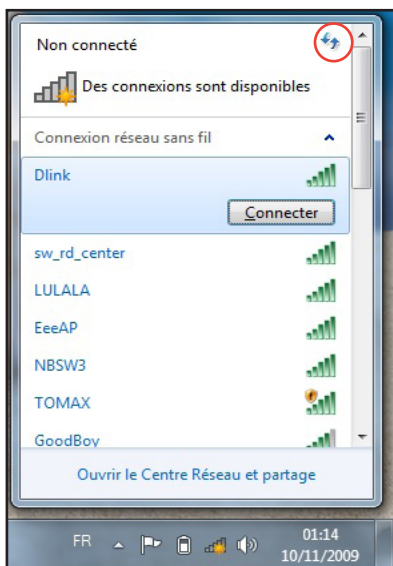 Non connecté
Des connexions sont disponibles
Connexion réseau sans fil
Dlink
Connecter
sw_rd_center
LULALA
EeeAP
NBSW3
TOMAX
GoodBoy
Ouvrir le Centre Réseau et partage
FR
01:14
10/11/2009